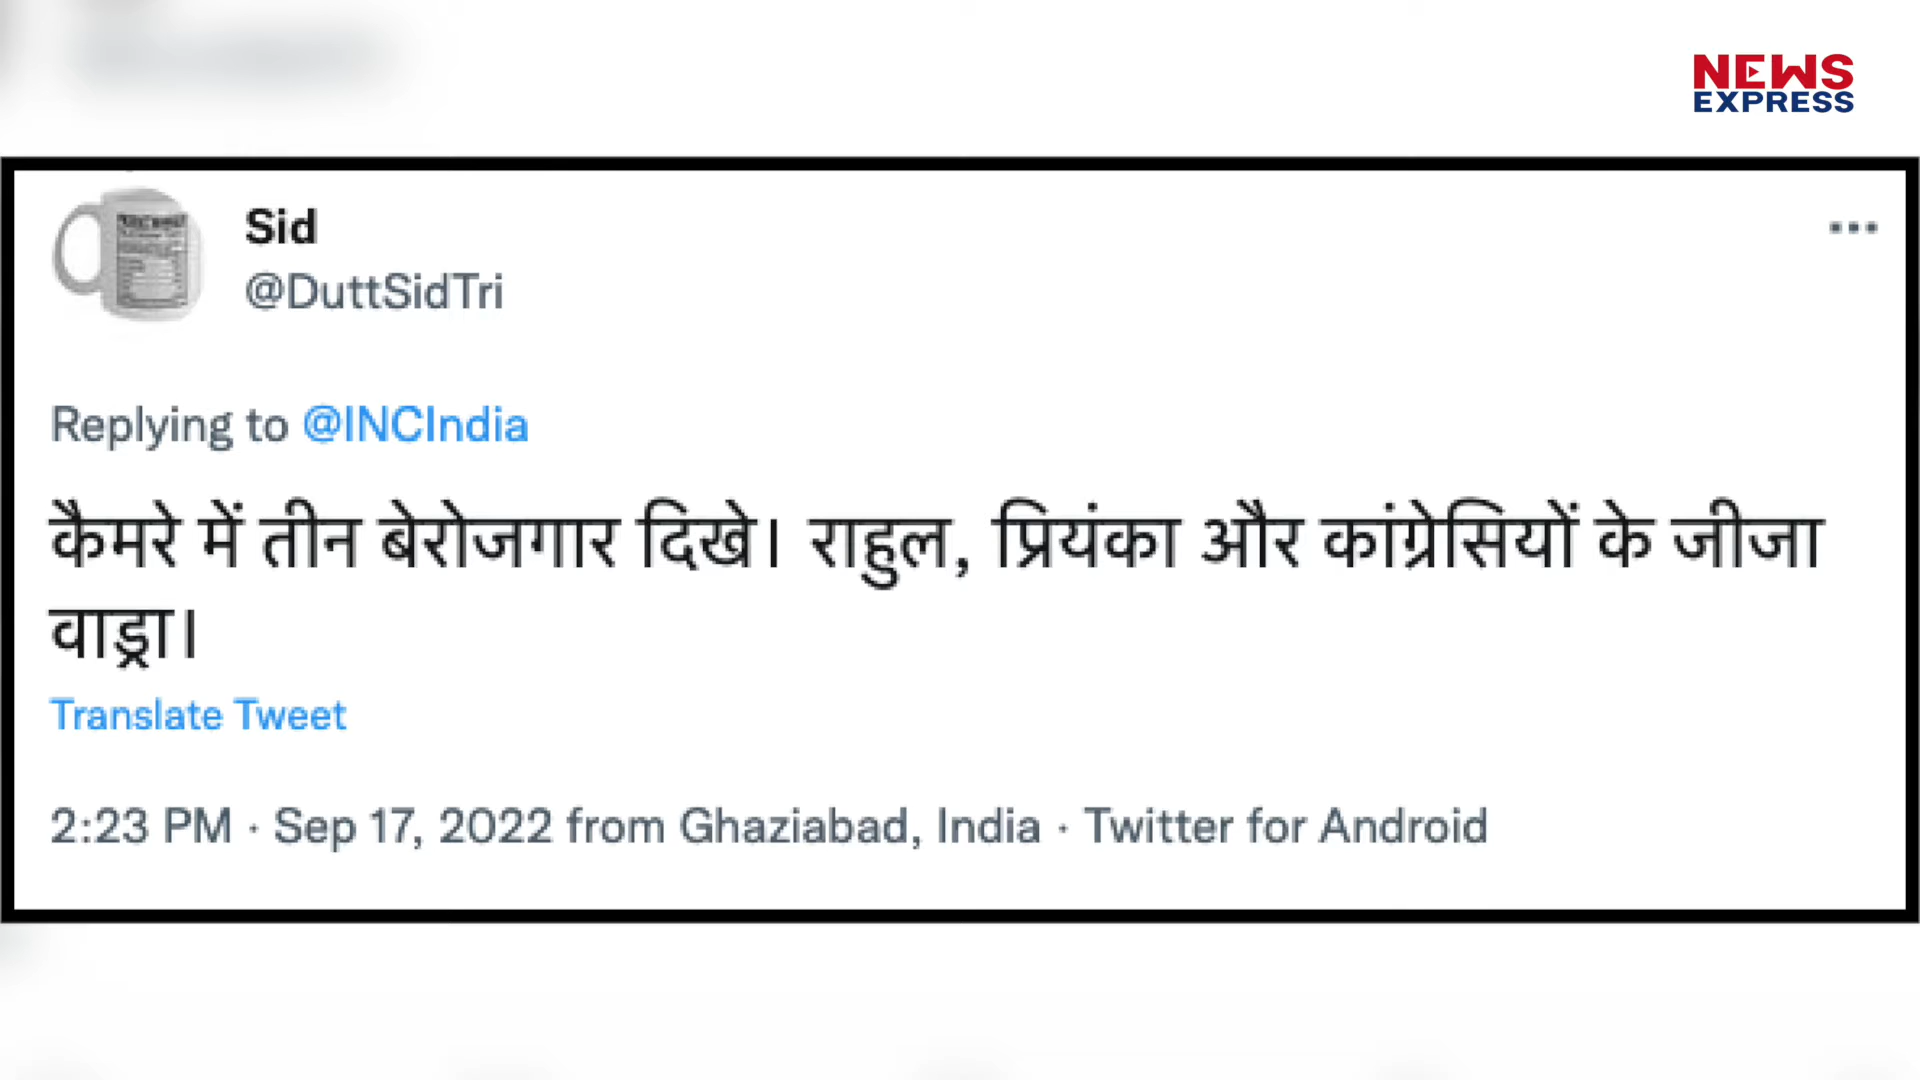 NEWS
EXPRESS
Sid
@DuttSidTri
Replying to @INCIndia
कैमरे में तीन बेरोजगार दिखे। राहुल, प्रियंका और कांग्रेसियों के जीजा
वाड्रा।
Translate Tweet
2:23 PM · Sep 17, 2022 from Ghaziabad, India · Twitter for Android